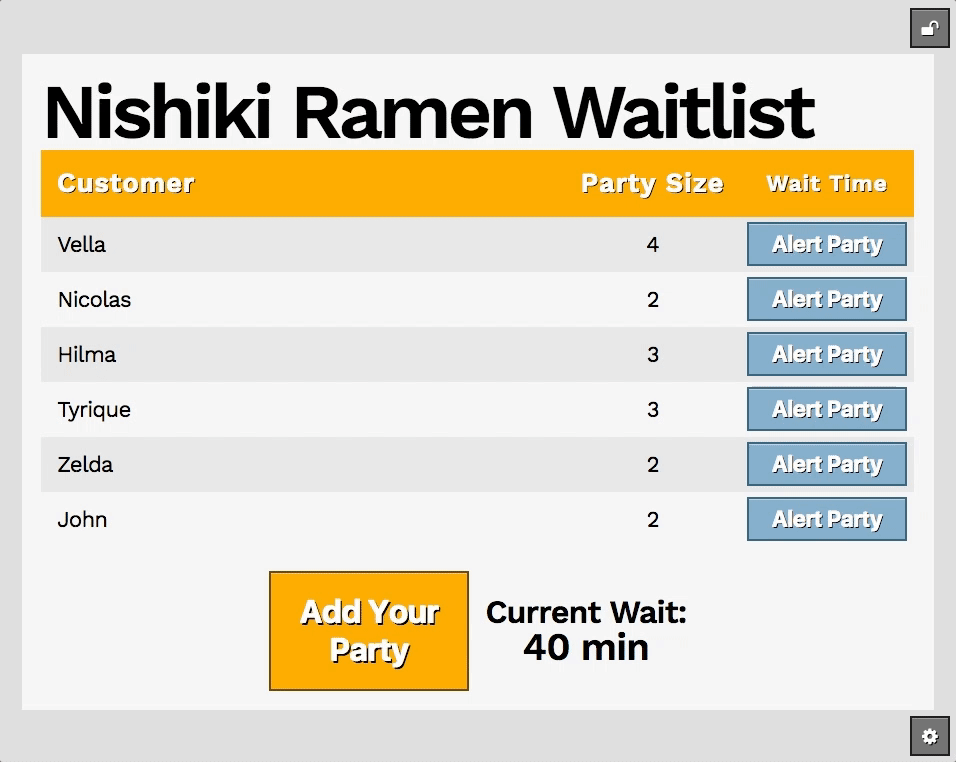 Nishiki Ramen Waitlist
Customer Party Size Wait Time
Vella 4 Alert Party
Nicolas 2 Alert Party
Hilma 3 Alert Party
Tyrique 3 Alert Party
Zelda 2 Alert Party
John 2 Alert Party
Add Your
Party
Current Wait:
40 min